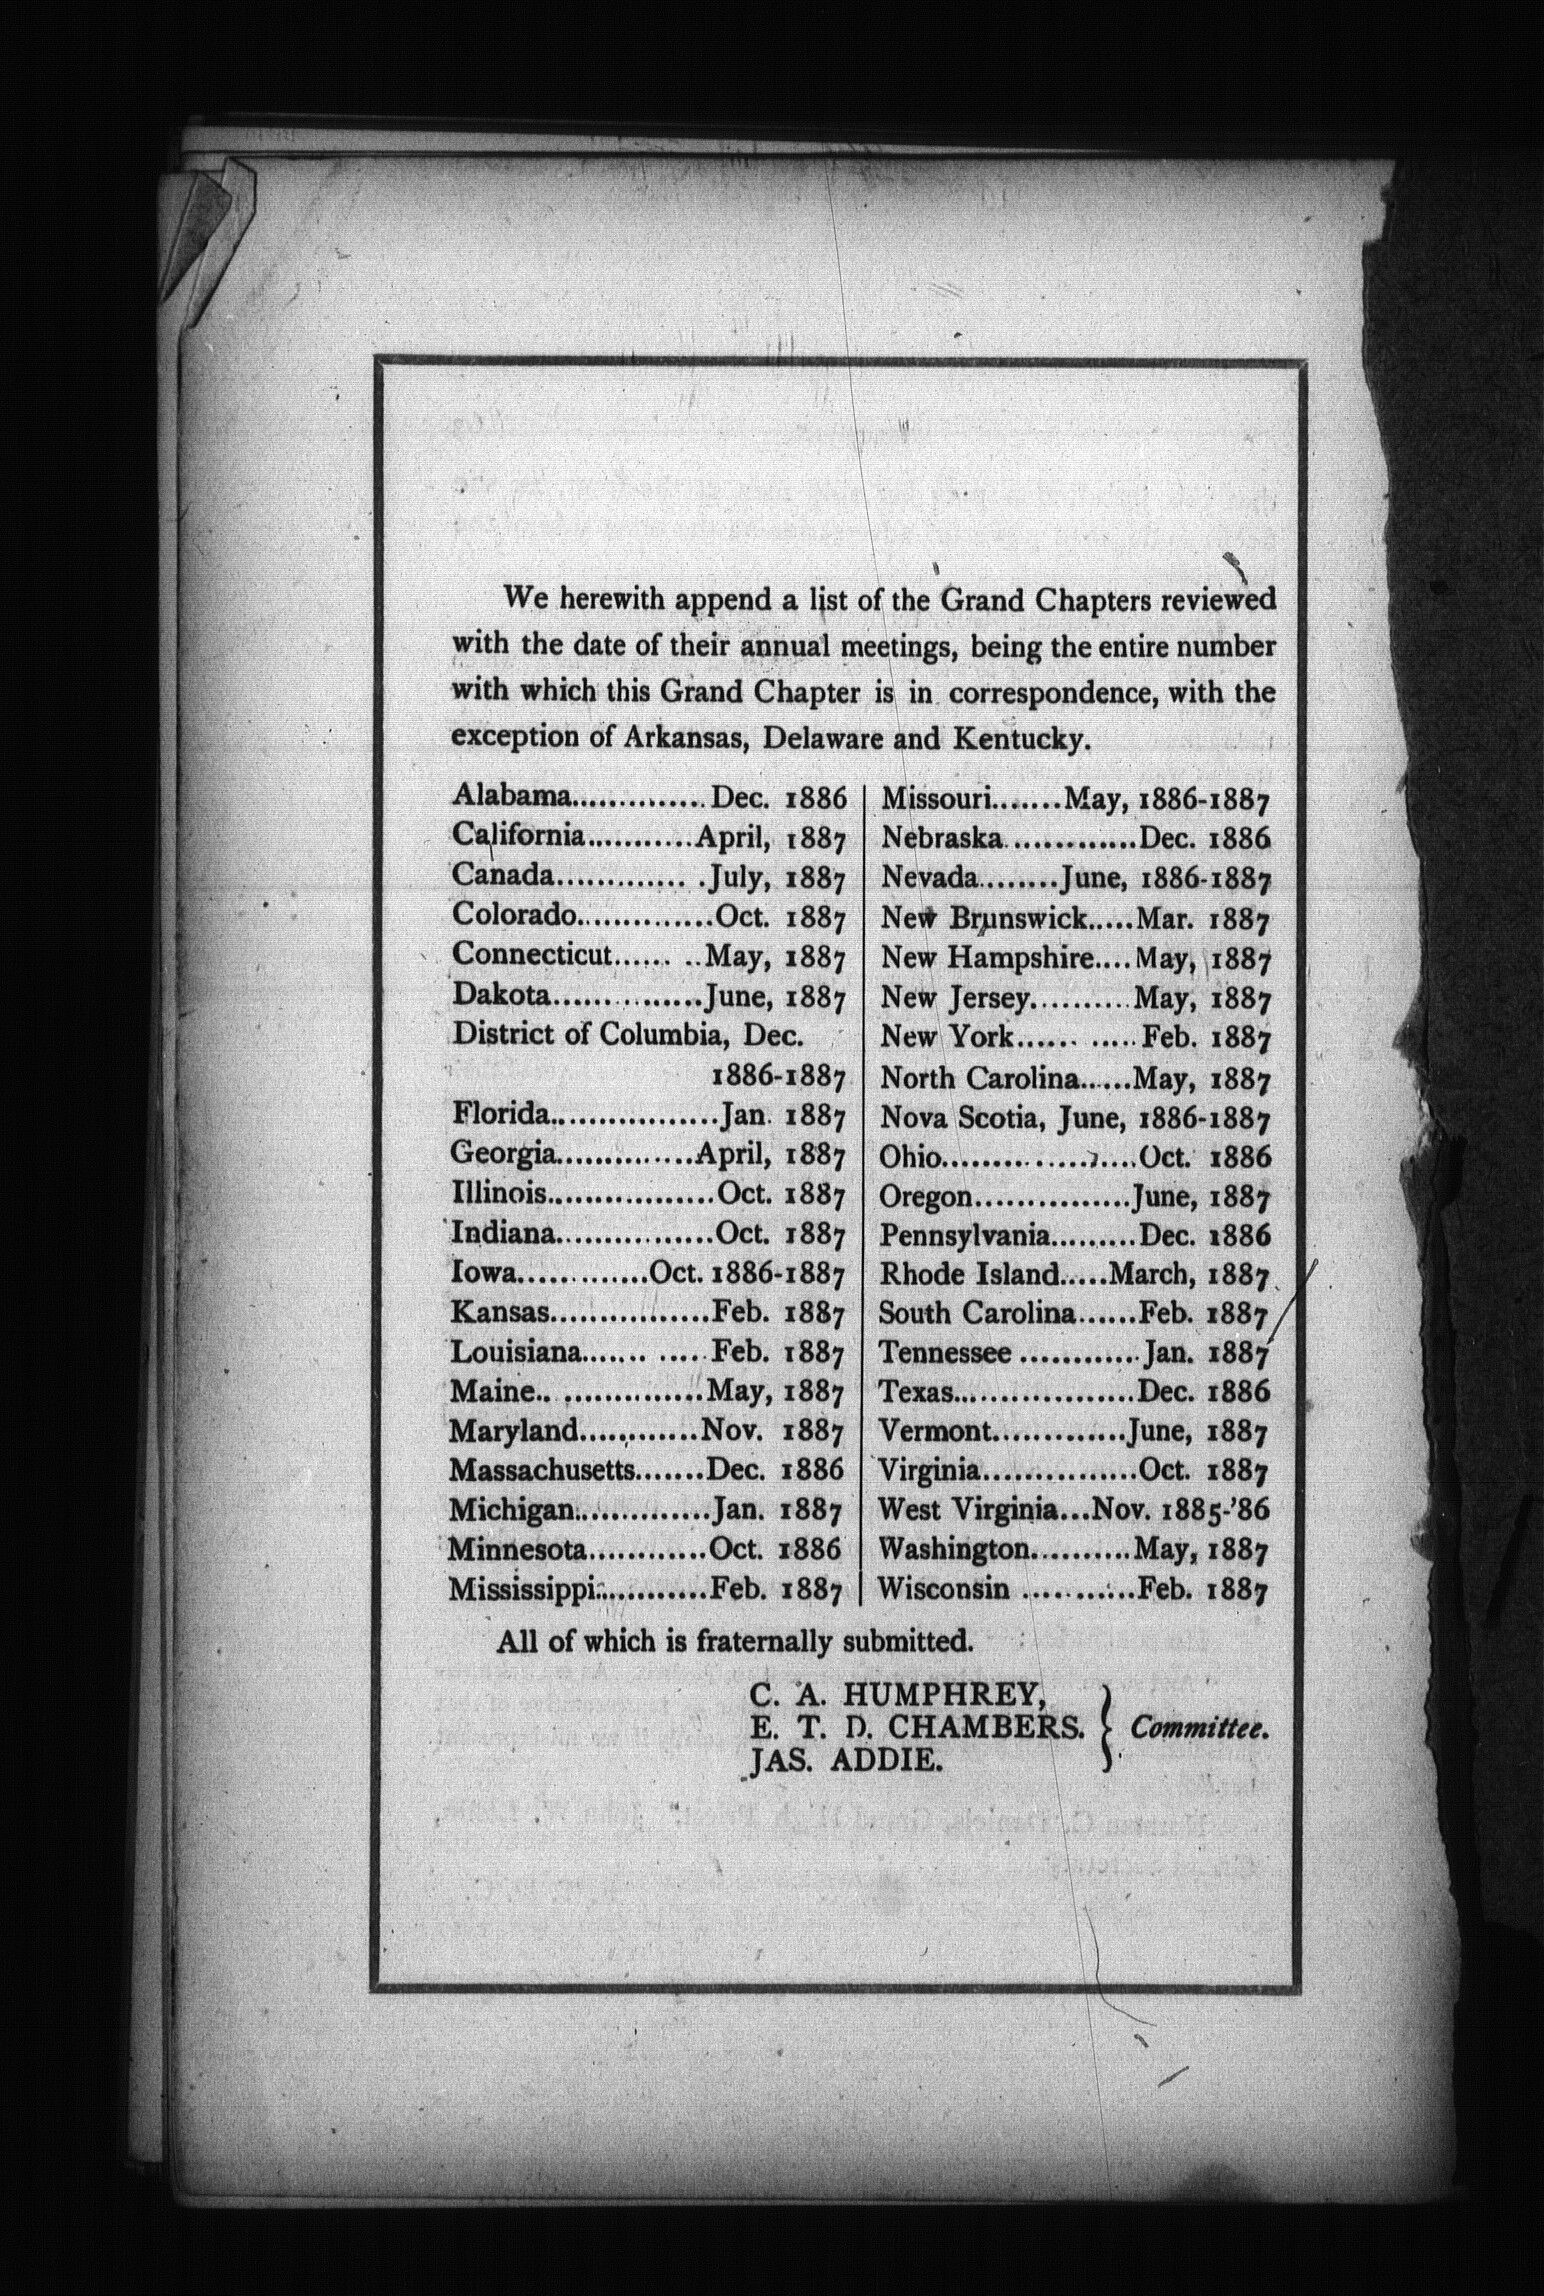 We herewith append a list of the Grand Chapters reviewed
with the date of their annual meetings, being the entire number
with which this Grand Chapter is in correspondence, with the
exception of Arkansas, Delaware and Kentucky.
Alabama..............Dec. 1886
California...........April, 1887
Canada..............July, 1887
Colorado..............Oct. 1887
Connecticut...... ..May, 1887
Dakota...............June, 1887
District of Columbia, Dec.
1886-1887
Florida.................Jan. 1887
Georgia..............April, 1887
Illinois.................Oct. 1887
Indiana................Oct. 1887
Iowa.............Oct. 1886-1887
Kansas................Feb. 1887
Louisiana....... .....Feb. 1887
Maine.. ..............May, 1887
Maryland............Nov. 1887
Massachusetts.......Dec. 1886
Michigan..............Jan. 1887
Minnesota............Oct. 1886
Mississippi............Feb. 1887
Missouri.......May, 1886-1887
Nebraska.............Dec. 1886
Nevada........June, 1886-1887
New Brunswick.....Mar. 1887
New Hampshire....May, 1887
New Jersey..........May, 1887
New York...... .....Feb. 1887
North Carolina......May, 1887
Nova Scotia, June, 1886-1887
Ohio....................Oct. 1886
Oregon................June, 1887
Pennsylvania.........Dec. 1886
Rhode Island.....March, 1887
South Carolina......Feb. 1887
Tennessee ............Jan. 1887
Texas..................Dec. 1886
Vermont.............June, 1887
Virginia...............Oct. 1887
West Virginia...Nov. 1885-'86
Washington..........May, 1887
Wisconsin ...........Feb. 1887
All of which is fraternally submitted.
C. A. HUMPHREY,
E. T. D. CHAMBERS. } Committee.
JAS. ADDIE.